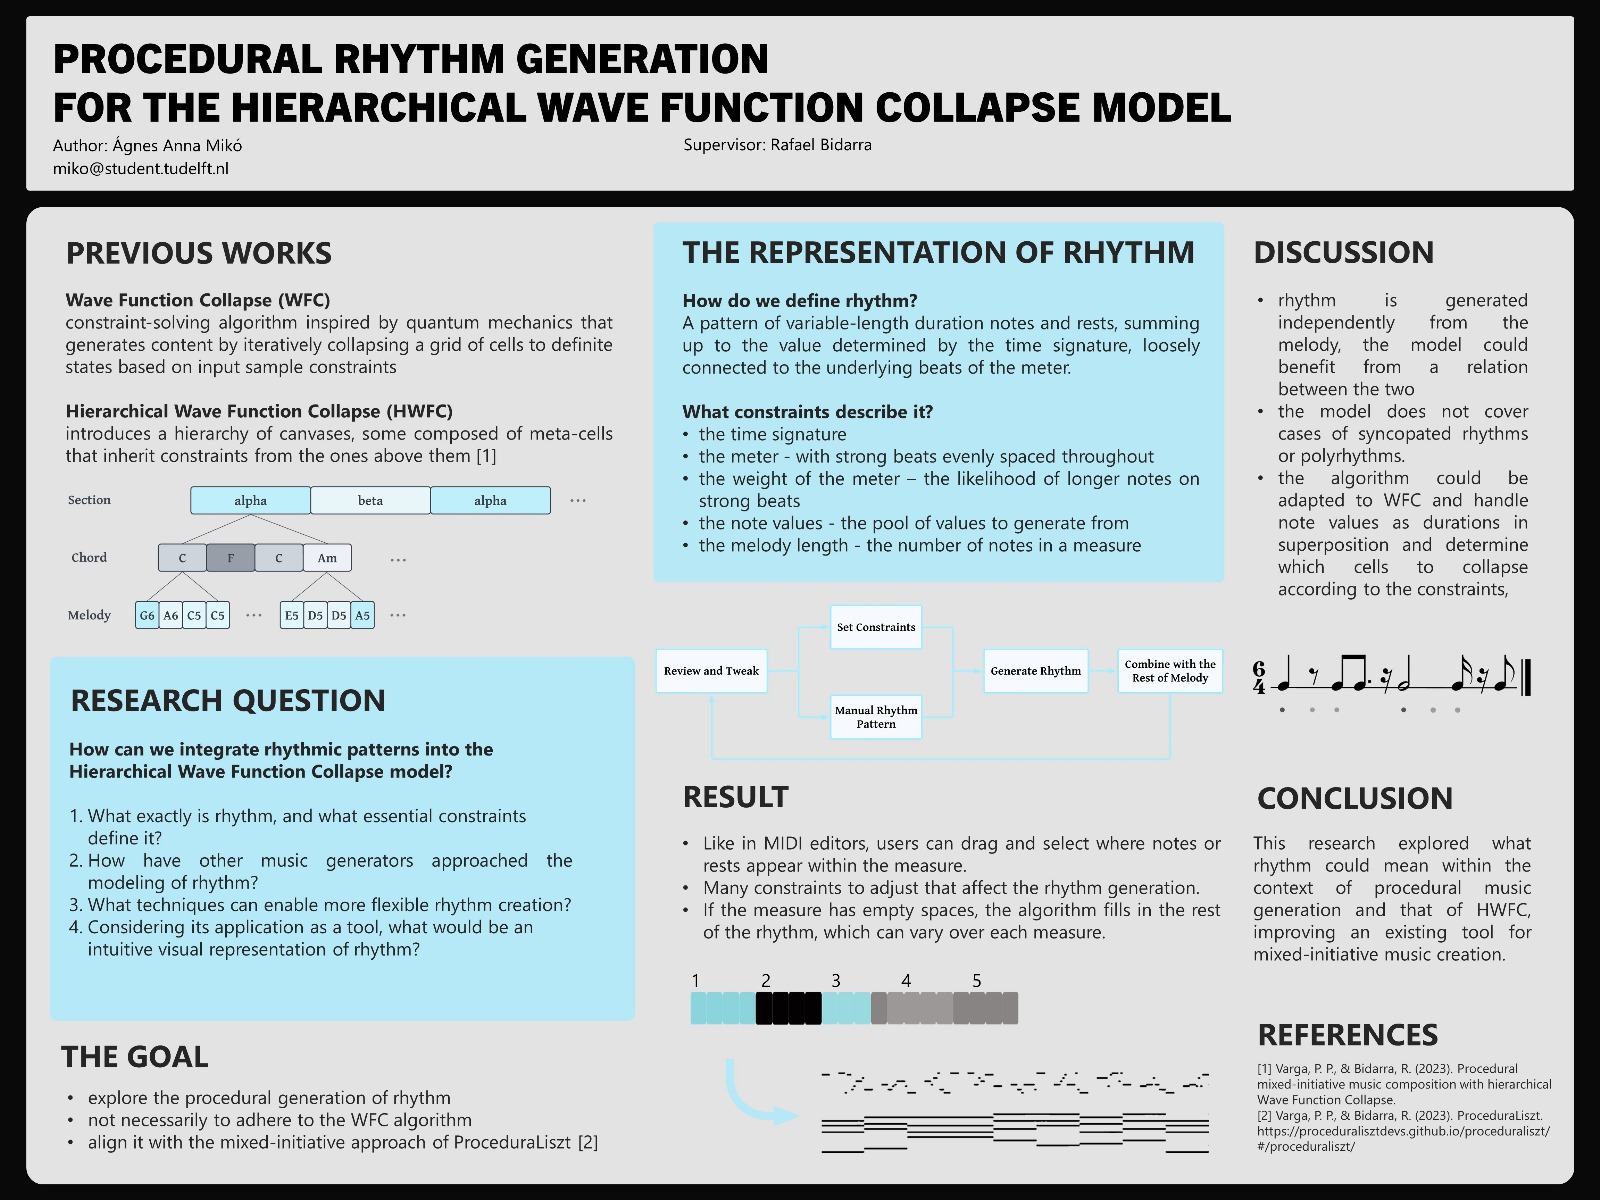 PROCEDURAL RHYTHM GENERATION
FOR THE HIERARCHICAL WAVE FUNCTION COLLAPSE MODEL
Author: Ágnes Anna Mikó
miko@student.tudelft.nl
Supervisor: Rafael Bidarra
PREVIOUS WORKS
Wave Function Collapse (WFC)
constraint-solving algorithm inspired by quantum mechanics that
generates content by iteratively collapsing a grid of cells to definite
states based on input sample constraints
Hierarchical Wave Function Collapse (HWFC)
introduces a hierarchy of canvases, some composed of meta-cells
that inherit constraints from the ones above them [1]
Section alpha beta alpha ...
Chord C F C Am ...
Melody G6 A6 C5 C5 ... E5 D5 D5 A5 ...
RESEARCH QUESTION
How can we integrate rhythmic patterns into the
Hierarchical Wave Function Collapse model?
1. What exactly is rhythm, and what essential constraints
define it?
2. How have other music generators approached the
modeling of rhythm?
3. What techniques can enable more flexible rhythm creation?
4. Considering its application as a tool, what would be an
intuitive visual representation of rhythm?
THE GOAL
• explore the procedural generation of rhythm
• not necessarily to adhere to the WFC algorithm
• align it with the mixed-initiative approach of ProceduraLiszt [2]
THE REPRESENTATION OF RHYTHM
How do we define rhythm?
A pattern of variable-length duration notes and rests, summing
up to the value determined by the time signature, loosely
connected to the underlying beats of the meter.
What constraints describe it?
• the time signature
• the meter - with strong beats evenly spaced throughout
• the weight of the meter – the likelihood of longer notes on
strong beats
• the note values - the pool of values to generate from
• the melody length - the number of notes in a measure
Review and Tweak
Set Constraints
Manual Rhythm
Pattern
Generate Rhythm
Combine with the
Rest of Melody
RESULT
• Like in MIDI editors, users can drag and select where notes or
rests appear within the measure.
• Many constraints to adjust that affect the rhythm generation.
• If the measure has empty spaces, the algorithm fills in the rest
of the rhythm, which can vary over each measure.
1 2 3 4 5
DISCUSSION
• rhythm is generated
independently from the
melody, the model could
benefit from a relation
between the two
• the model does not cover
cases of syncopated rhythms
or polyrhythms.
• the algorithm could be
adapted to WFC and handle
note values as durations in
superposition and determine
which cells to collapse
according to the constraints,
6
4
CONCLUSION
This research explored what
rhythm could mean within the
context of procedural music
generation and that of HWFC,
improving an existing tool for
mixed-initiative music creation.
REFERENCES
[1] Varga, P. P., & Bidarra, R. (2023). Procedural
mixed-initiative music composition with hierarchical
Wave Function Collapse.
[2] Varga, P. P., & Bidarra, R. (2023). ProceduraLiszt.
https://proceduralisztdevs.github.io/proceduraliszt/
#/proceduraliszt/